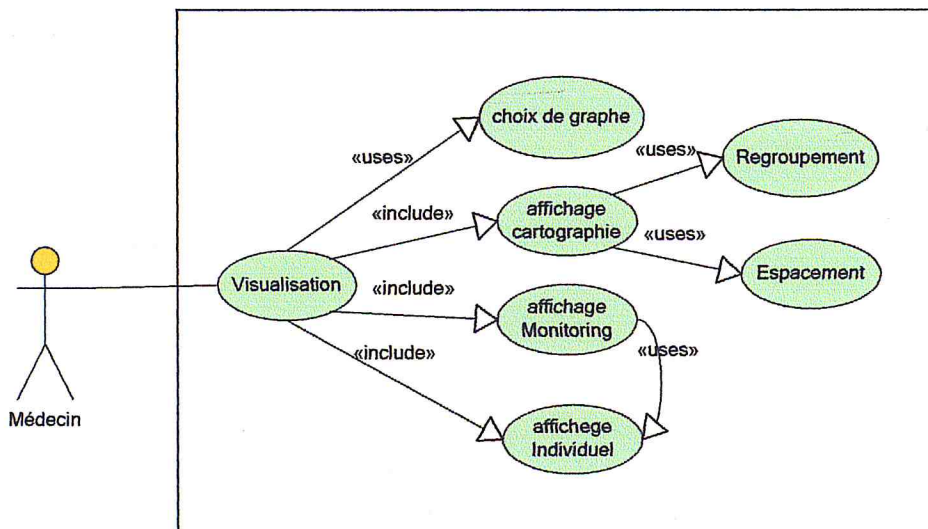 choix de graphe
«uses»
«uses»
Regroupement
«include»
affichage
cartographie
«uses»
Espacement
Visualisation
«include»
affichage
Monitoring
«include»
«uses»
Médecin
affichege
Individuel